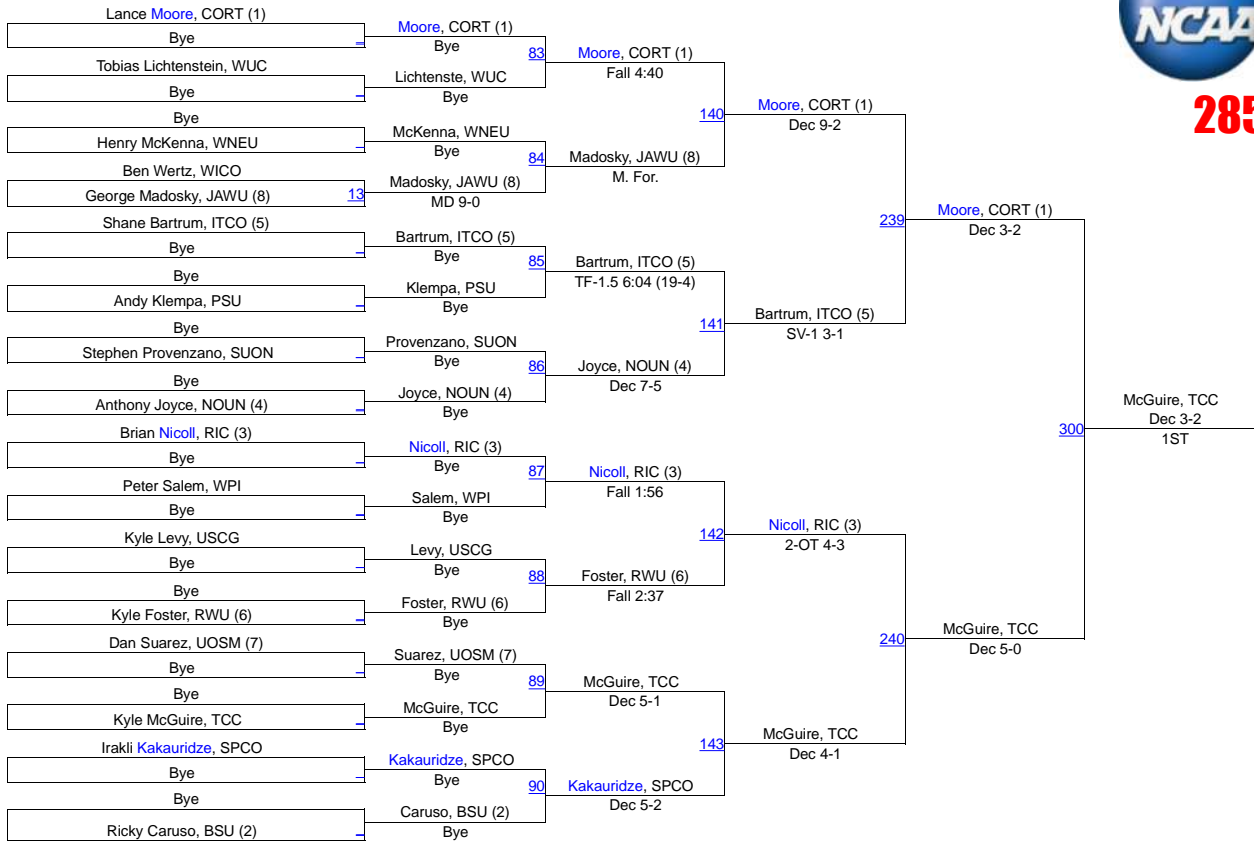 Lance Moore, CORT (1)
Bye
Tobias Lichtenstein, WUC
Bye
Bye
Henry McKenna, WNEU
Ben Wertz, WICO
George Madosky, JAWU (8)
13
Shane Bartrum, ITCO (5)
Bye
Bye
Andy Klempa, PSU
Bye
Stephen Provenzano, SUON
Bye
Anthony Joyce, NOUN (4)
Brian Nicoll, RIC (3)
Bye
Peter Salem, WPI
Bye
Kyle Levy, USCG
Bye
Bye
Kyle Foster, RWU (6)
Dan Suarez, UOSM (7)
Bye
Bye
Kyle McGuire, TCC
Irakli Kakauridze, SPCO
Bye
Bye
Ricky Caruso, BSU (2)
Moore, CORT (1)
Bye
83
Lichtenste, WUC
Bye
McKenna, WNEU
Bye
84
Madosky, JAWU (8)
MD 9-0
Bartrum, ITCO (5)
Bye
85
Klempa, PSU
Bye
Provenzano, SUON
Bye
86
Joyce, NOUN (4)
Bye
Nicoll, RIC (3)
Bye
87
Salem, WPI
Bye
Levy, USCG
Bye
88
Foster, RWU (6)
Bye
Suarez, UOSM (7)
Bye
89
McGuire, TCC
Bye
Kakauridze, SPCO
Bye
90
Caruso, BSU (2)
Bye
Moore, CORT (1)
Fall 4:40
140
Madosky, JAWU (8)
M. For.
Bartrum, ITCO (5)
TF-1.5 6:04 (19-4)
141
Joyce, NOUN (4)
Dec 7-5
Nicoll, RIC (3)
Fall 1:56
142
Foster, RWU (6)
Fall 2:37
McGuire, TCC
Dec 5-1
143
Kakauridze, SPCO
Dec 5-2
Moore, CORT (1)
Dec 9-2
239
Bartrum, ITCO (5)
SV-1 3-1
Nicoll, RIC (3)
2-OT 4-3
240
McGuire, TCC
Dec 4-1
Moore, CORT (1)
Dec 3-2
300
McGuire, TCC
Dec 5-0
McGuire, TCC
Dec 3-2
1ST
NCAA
285